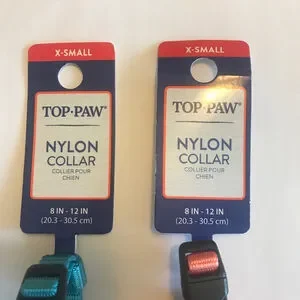 X-SMALL
TOP·PAW®
NYLON
COLLAR
COLLIER POUR
CHIEN
8 IN - 12 IN
(20.3 - 30.5 cm)
X-SMALL
TOP·PAW®
NYLON
COLLAR
COLLIER POUR
CHIEN
8 IN - 12 IN
(20.3 - 30.5 cm)